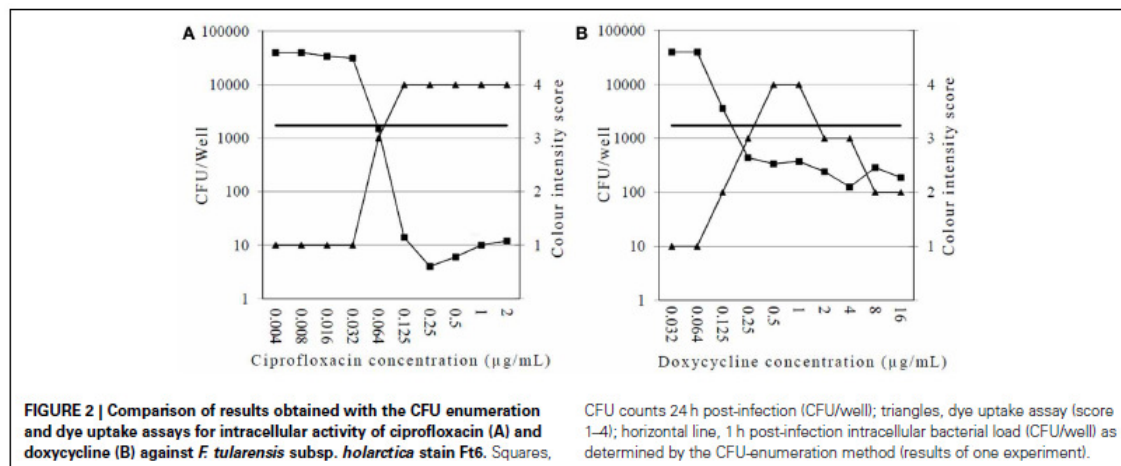 A
100000
10000
1000
100
10
1
CFU/Well
4
3
2
1
Colour intensity score
0.004
0.008
0.016
0.032
0.064
0.125
0.25
0.5
1
2
Ciprofloxacin concentration (µg/mL)
B
100000
10000
1000
100
10
1
CFU/well
4
3
2
1
Colour intensity score
0.032
0.064
0.125
0.25
0.5
1
2
4
8
16
Doxycycline concentration (µg/mL)
FIGURE 2 | Comparison of results obtained with the CFU enumeration
and dye uptake assays for intracellular activity of ciprofloxacin (A) and
doxycycline (B) against F. tularensis subsp. holarctica stain Ft6. Squares,
CFU counts 24 h post-infection (CFU/well); triangles, dye uptake assay (score
1–4); horizontal line, 1 h post-infection intracellular bacterial load (CFU/well) as
determined by the CFU-enumeration method (results of one experiment).